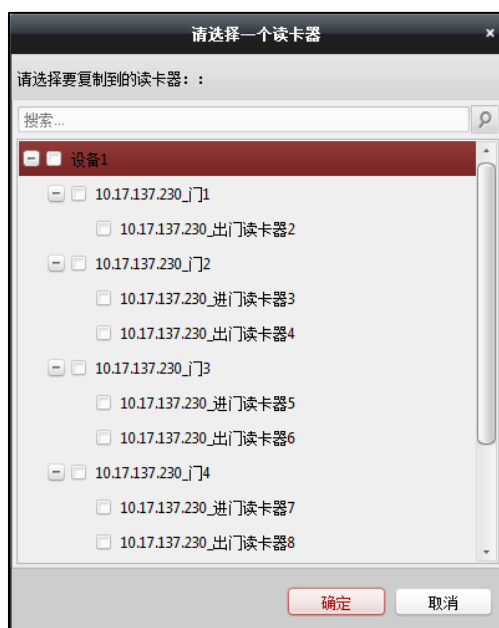 请选择一个读卡器
请选择要复制到的读卡器：：
搜索...
设备1
10.17.137.230_门1
10.17.137.230_出门读卡器2
10.17.137.230_门2
10.17.137.230_进门读卡器3
10.17.137.230_出门读卡器4
10.17.137.230_门3
10.17.137.230_进门读卡器5
10.17.137.230_出门读卡器6
10.17.137.230_门4
10.17.137.230_进门读卡器7
10.17.137.230_出门读卡器8
确定 取消